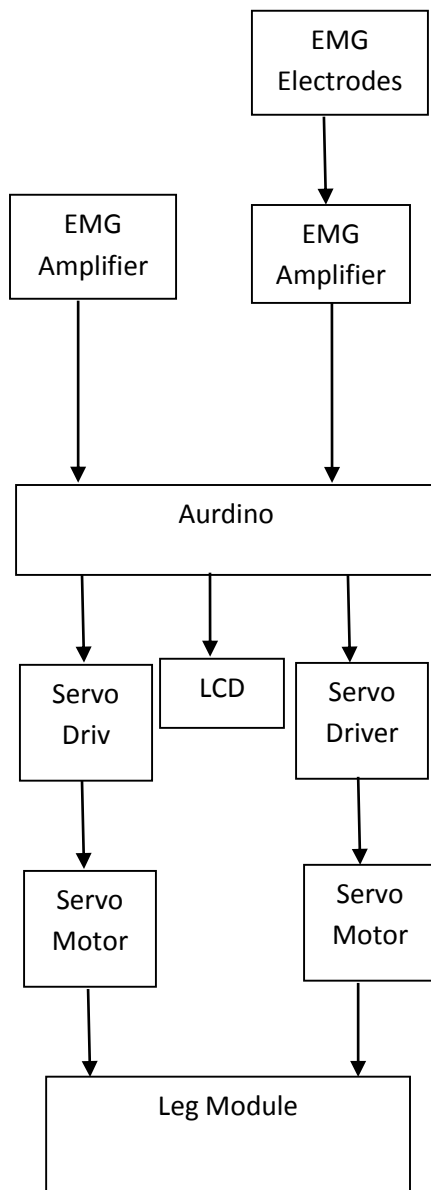 EMG
Electrodes
EMG
Amplifier
EMG
Amplifier
Aurdino
Servo
Driv
LCD
Servo
Driver
Servo
Motor
Servo
Motor
Leg Module